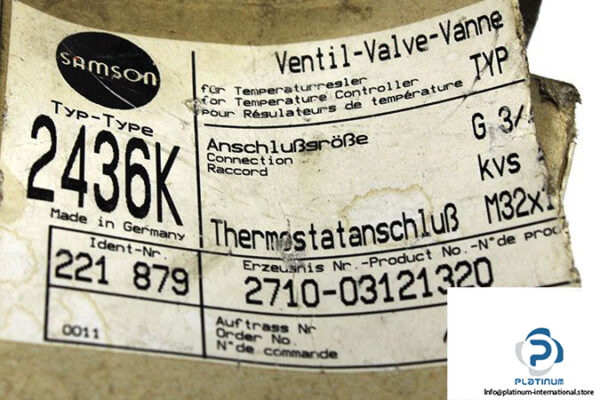 SAMSON
Ventil-Valve-Vanne
für Temperaturregler
for Temperature Controller
pour Régulateurs de température
TYP
Typ-Type
2436K
Made in Germany
Anschlußgröße
Connection
Raccord
G 3/
kvs
Thermostatanschluß M32x1
Ident-Nr.
221 879
Erzeugnis Nr.-Product No.-N°de prod
2710-03121320
0011
Auftrags Nr
Order No.
N°de commande
PLATINUM
Info@platinum-international.store